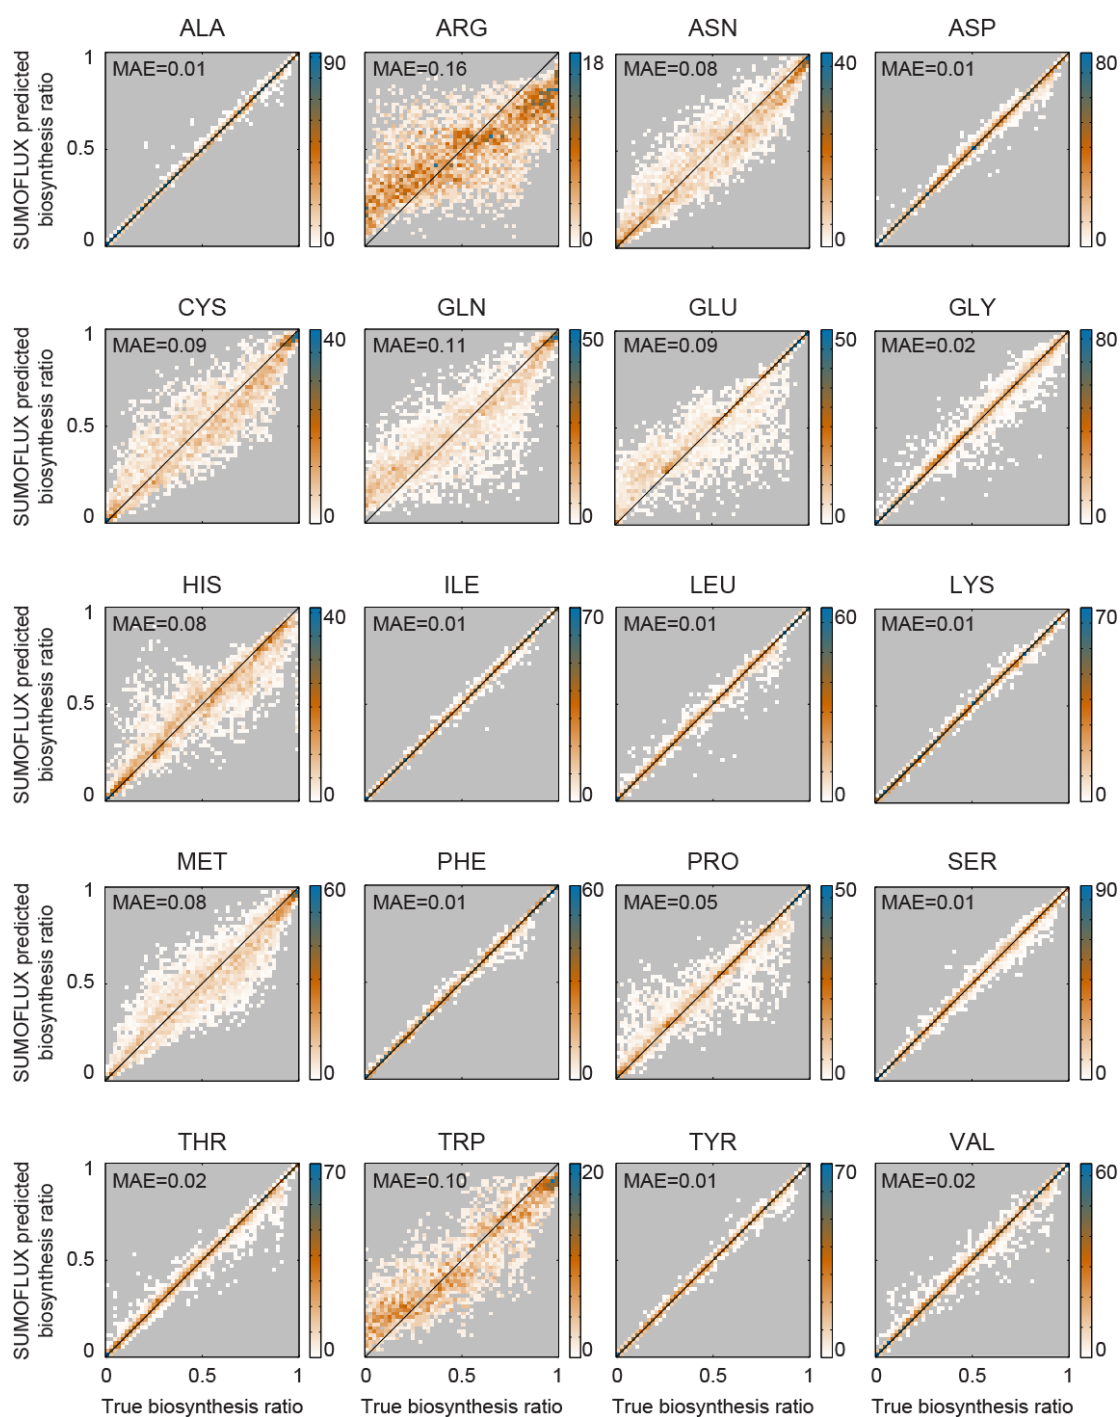 ALA ARG ASN ASP
SUMOFLUX predicted
biosynthesis ratio
1 0.5 0
MAE=0.01 90 0
MAE=0.16 18 0
MAE=0.08 40 0
MAE=0.01 80 0
CYS GLN GLU GLY
SUMOFLUX predicted
biosynthesis ratio
1 0.5 0
MAE=0.09 40 0
MAE=0.11 50 0
MAE=0.09 50 0
MAE=0.02 80 0
HIS ILE LEU LYS
SUMOFLUX predicted
biosynthesis ratio
1 0.5 0
MAE=0.08 40 0
MAE=0.01 70 0
MAE=0.01 60 0
MAE=0.01 70 0
MET PHE PRO SER
SUMOFLUX predicted
biosynthesis ratio
1 0.5 0
MAE=0.08 60 0
MAE=0.01 60 0
MAE=0.05 50 0
MAE=0.01 90 0
THR TRP TYR VAL
SUMOFLUX predicted
biosynthesis ratio
1 0.5 0
MAE=0.02 70 0
MAE=0.10 20 0
MAE=0.01 70 0
MAE=0.02 60 0
0 0.5 1 0 0.5 1 0 0.5 1 0 0.5 1
True biosynthesis ratio True biosynthesis ratio True biosynthesis ratio True biosynthesis ratio